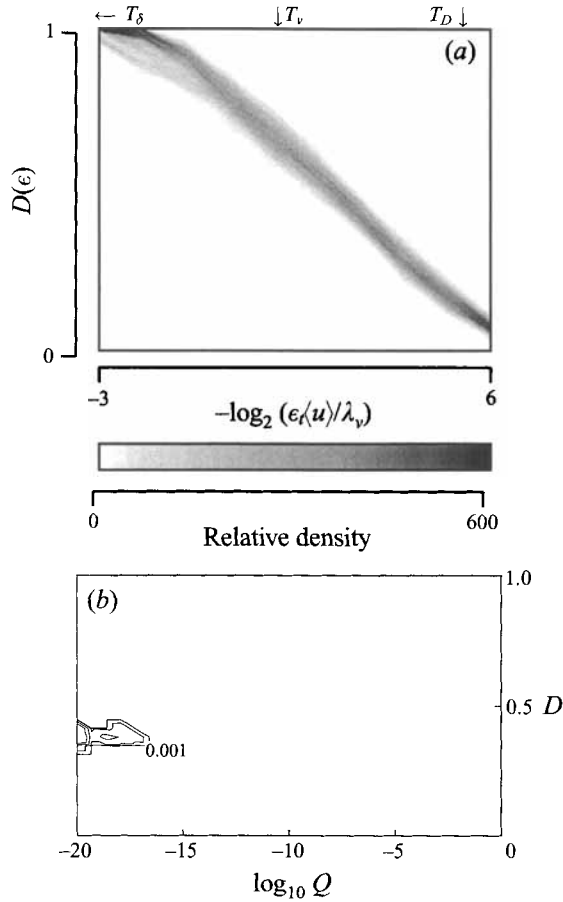 ← T_δ ↓T_ν T_D ↓
1
(a)
D(ϵ)
0
−3 6
−log₂ (ϵ_t⟨u⟩/λ_ν)
0 600
Relative density
(b)
1.0
0.5 D
0.001
−20 −15 −10 −5 0
log₁₀ Q